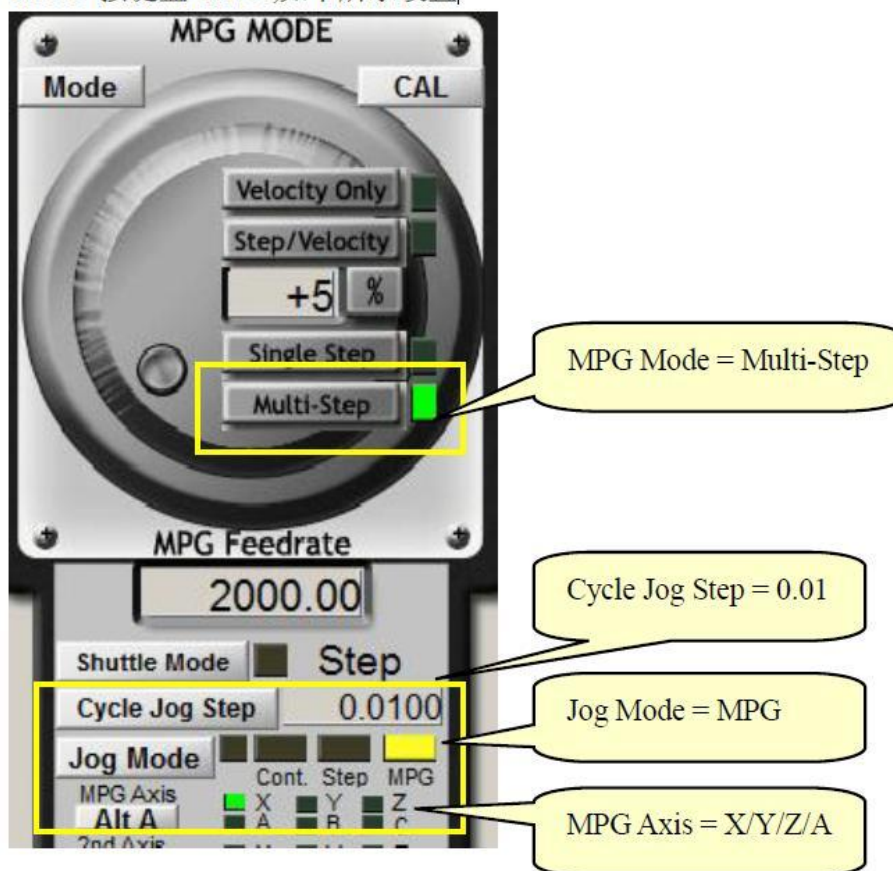 MPG MODE
Mode
CAL
Velocity Only
Step/Velocity
+5 %
Single Step
Multi-Step
MPG Mode = Multi-Step
MPG Feedrate
2000.00
Cycle Jog Step = 0.01
Shuttle Mode
Step
Cycle Jog Step 0.0100
Jog Mode
Jog Mode = MPG
Cont. Step MPG
MPG Axis
X Y Z
Alt A
A B C
MPG Axis = X/Y/Z/A
2nd Axis